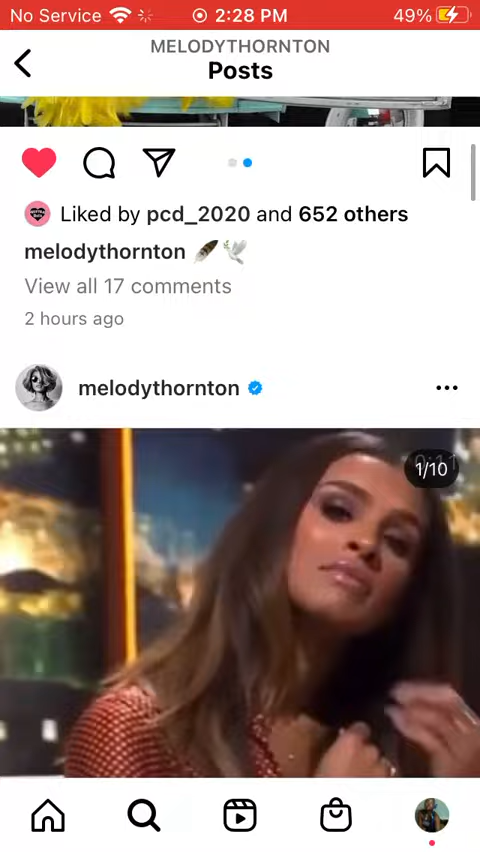 No Service 2:28 PM 49%
MELODYTHORNTON
Posts
Liked by pcd_2020 and 652 others
melodythornton 🪶🕊️
View all 17 comments
2 hours ago
melodythornton
1/10